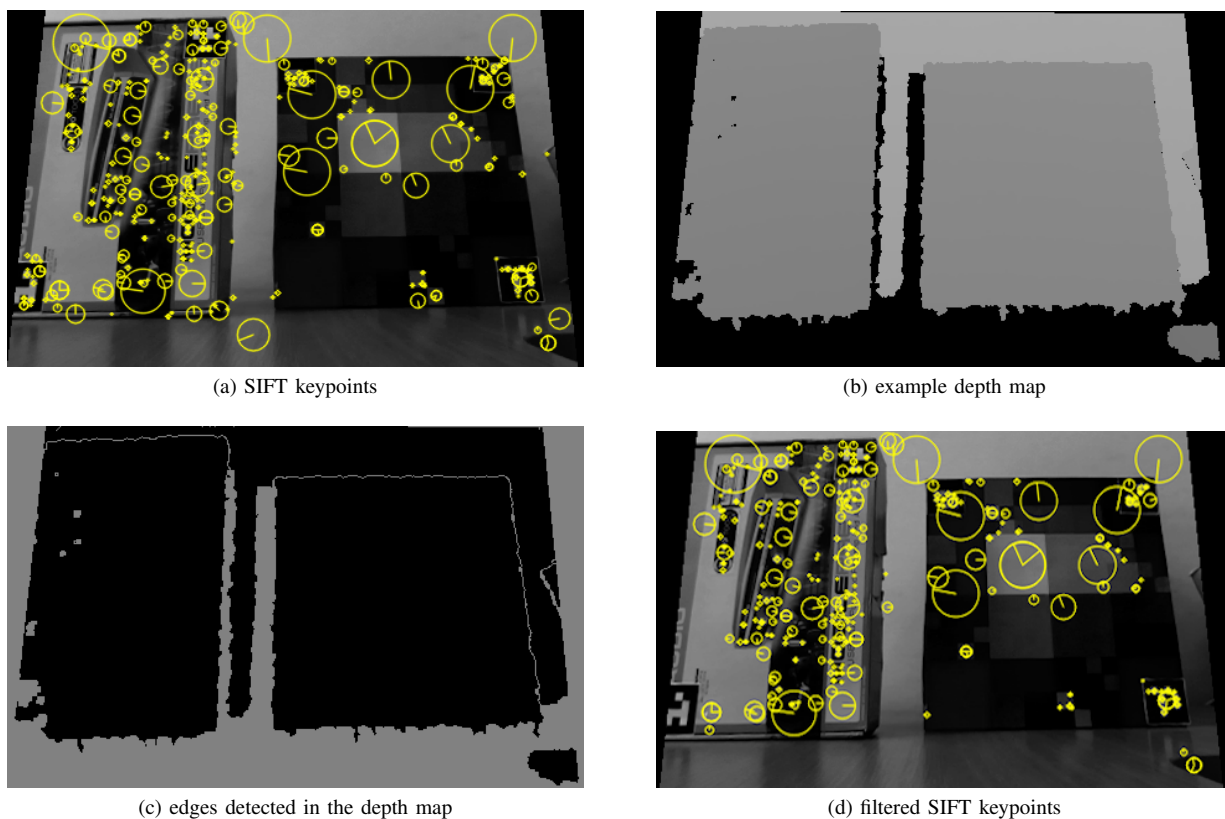 (a) SIFT keypoints
(b) example depth map
(c) edges detected in the depth map
(d) filtered SIFT keypoints